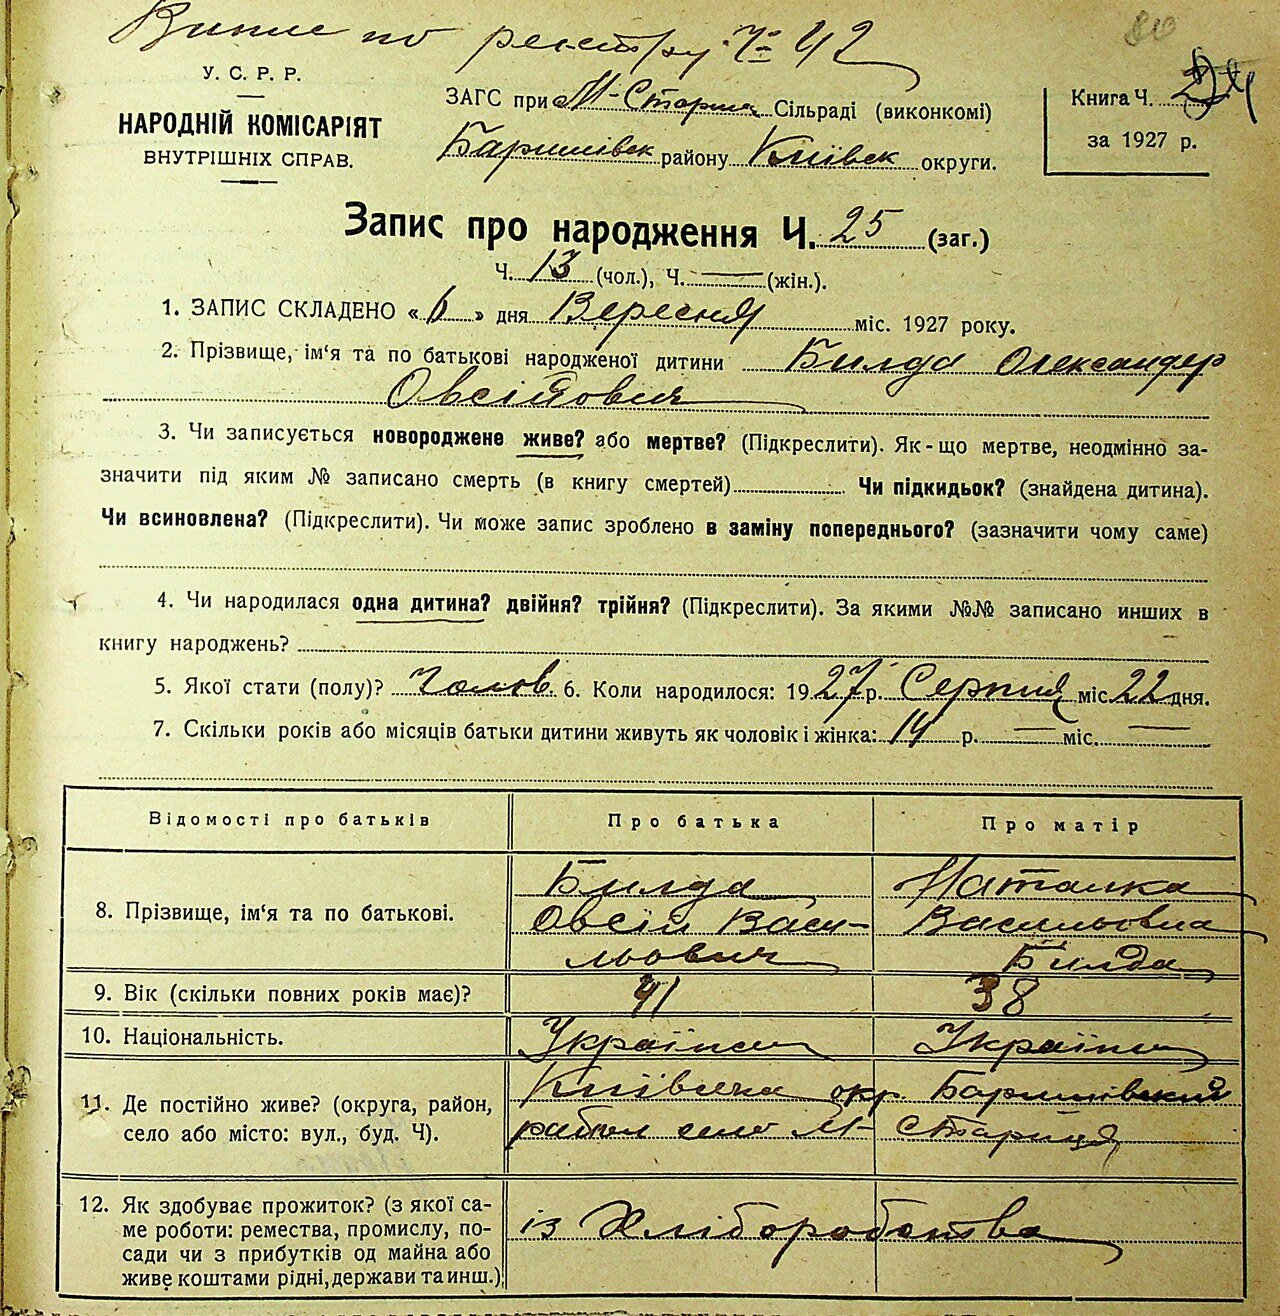 по реєстру № 42
80
У. С. Р. Р.
НАРОДНІЙ КОМІСАРІЯТ
ВНУТРІШНІХ СПРАВ.
ЗАГС при М-Стариц. Сільраді (виконкомі)
Баришівськ району Київськ округи.
Книга Ч.
за 1927 р.
Запис про народження Ч. 25 (заг.)
Ч. 13 (чол.), Ч. — (жін.).
1. ЗАПИС СКЛАДЕНО « 6 » дня Вересня міс. 1927 року.
2. Прізвище, ім'я та по батькові народженої дитини Билда Олександер
Овсійович
3. Чи записується новороджене живе? або мертве? (Підкреслити). Як-що мертве, неодмінно за-
значити під яким № записано смерть (в книгу смертей) Чи підкидьок? (знайдена дитина).
Чи всиновлена? (Підкреслити). Чи може запис зроблено в заміну попереднього? (зазначити чому саме)
4. Чи народилася одна дитина? двійня? трійня? (Підкреслити). За якими №№ записано инших в
книгу народжень?
5. Якої стати (полу)? Чолов. 6. Коли народилося: 1927 р. Серпня міс. 22 дня.
7. Скільки років або місяців батьки дитини живуть як чоловік і жінка: 14 р. — міс. —
Відомості про батьків Про батька Про матір
8. Прізвище, ім'я та по батькові. Билда Овсій Васильович Наталка Васильовна Билда
9. Вік (скільки повних років має)? 41 38
10. Національність. Українець Українка
11. Де постійно живе? (округа, район, Київська окр. Баришівський
село або місто: вул., буд. Ч). район село М-Стариця
12. Як здобуває прожиток? (з якої са-
ме роботи: ремества, промислу, по- із Хліборобства
сади чи з прибутків од майна або
живе коштами рідні, держави та инш.)